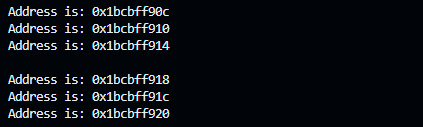 Address is: 0x1bcbff90c
Address is: 0x1bcbff910
Address is: 0x1bcbff914
Address is: 0x1bcbff918
Address is: 0x1bcbff91c
Address is: 0x1bcbff920